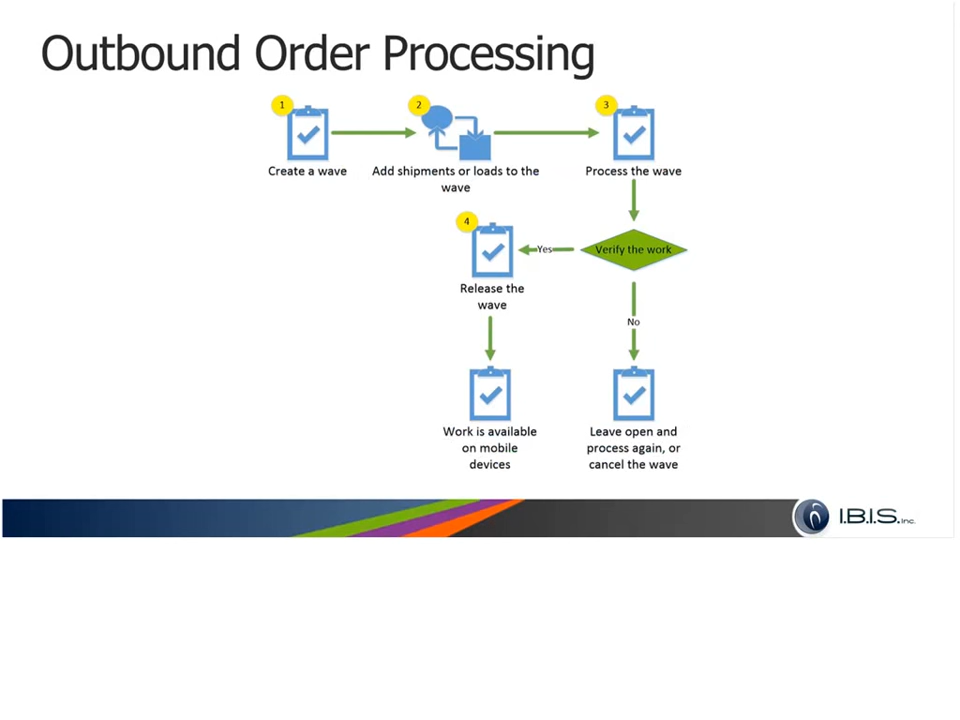 Outbound Order Processing
1
2
3
Create a wave
Add shipments or loads to the
wave
Process the wave
4
Yes
Verify the work
Release the
wave
No
Work is available
on mobile
devices
Leave open and
process again, or
cancel the wave
I.B.I.S. Inc.